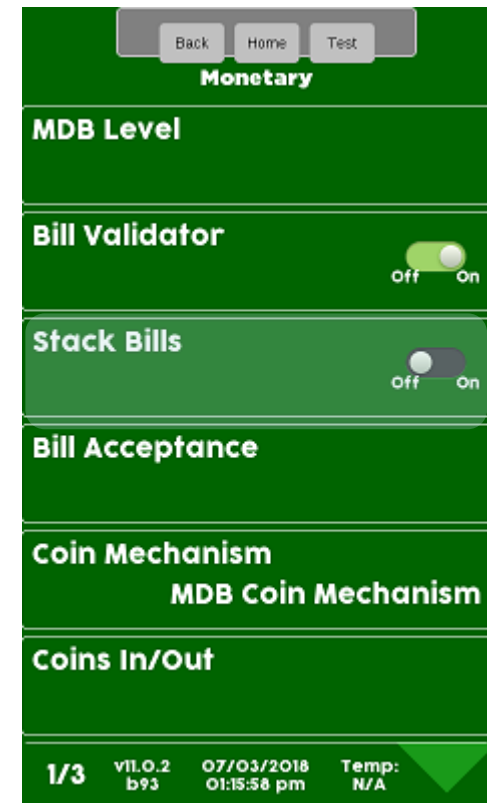 Back Home Test
Monetary
MDB Level
Bill Validator
Off On
Stack Bills
Off On
Bill Acceptance
Coin Mechanism
MDB Coin Mechanism
Coins In/Out
1/3 v11.0.2 07/03/2018 Temp:
b93 01:15:58 pm N/A